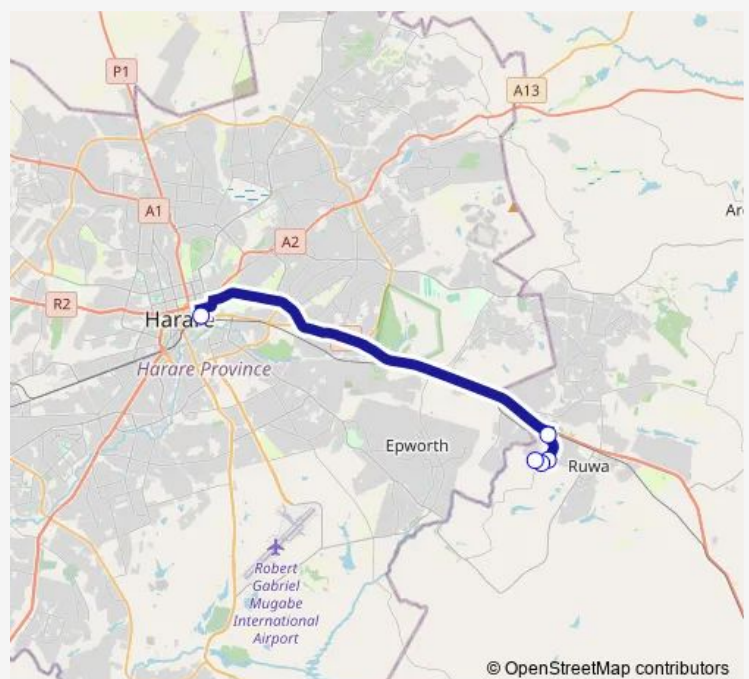 P1
A13
A1
Ar
A2
R2
Harare
Harare Province
Epworth
Ruwa
Robert
Gabriel
Mugabe
International
Airport
© OpenStreetMap contributors